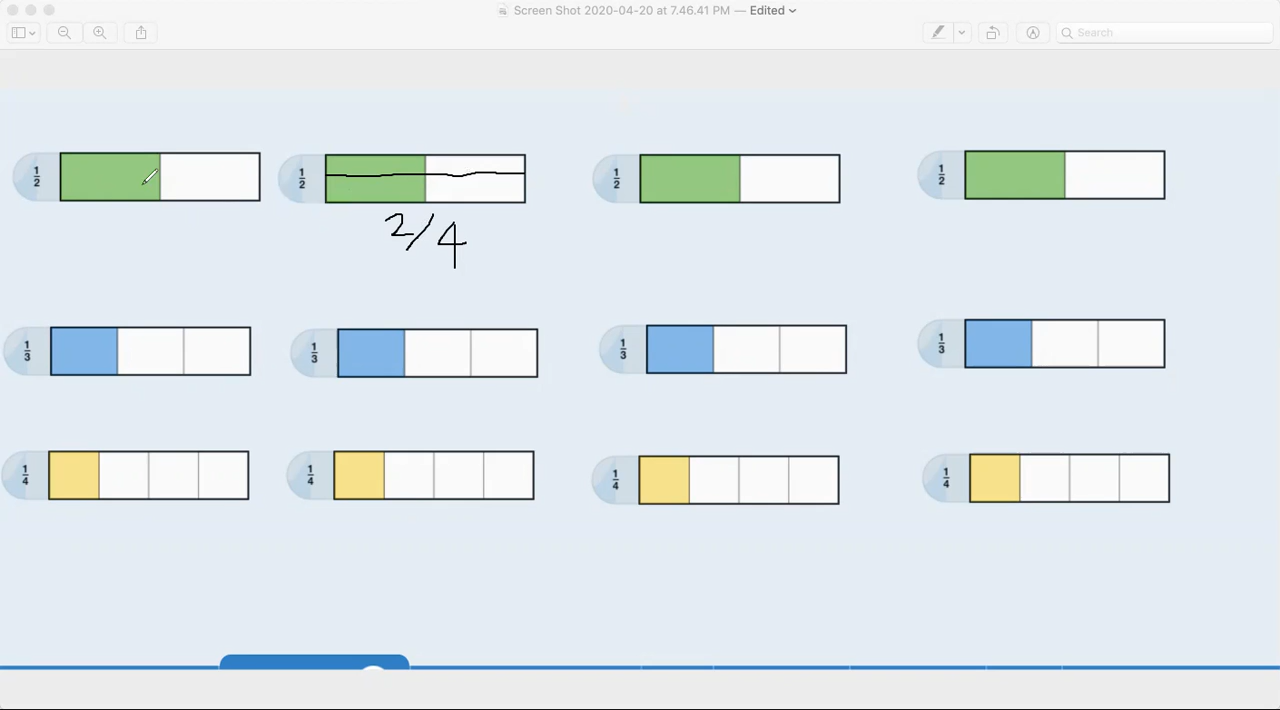 Screen Shot 2020-04-20 at 7.46.41 PM — Edited
Search
1/2 1/2 1/2 1/2
2/4
1/3 1/3 1/3 1/3
1/4 1/4 1/4 1/4